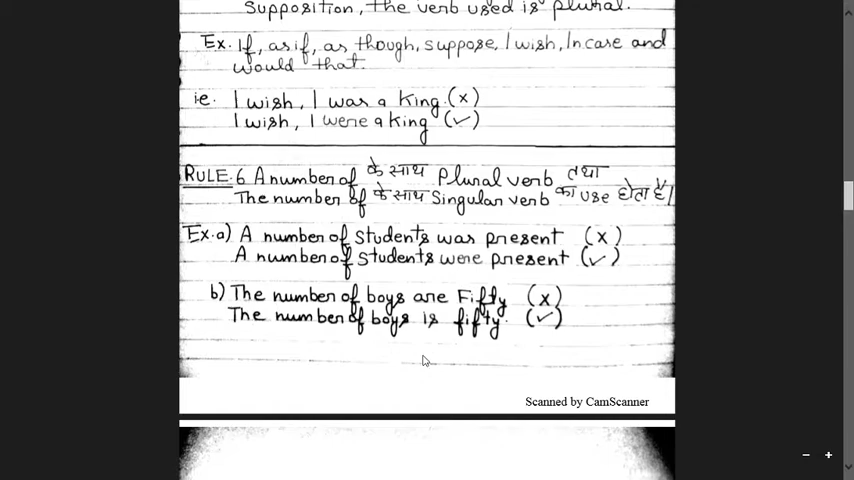 Supposition, the verb used is plural.
Ex. If, as if, as though, suppose, I wish, In case and
would that.
ie. I wish, I was a king. (x)
I wish, I were a king (✓)
RULE.6 A number of के साथ Plural verb तथा
The number of के साथ Singular verb का use होता है।
Ex.a) A number of students was present (x)
A number of students were present (✓)
b) The number of boys are Fifty (x)
The number of boys is fifty. (✓)
Scanned by CamScanner